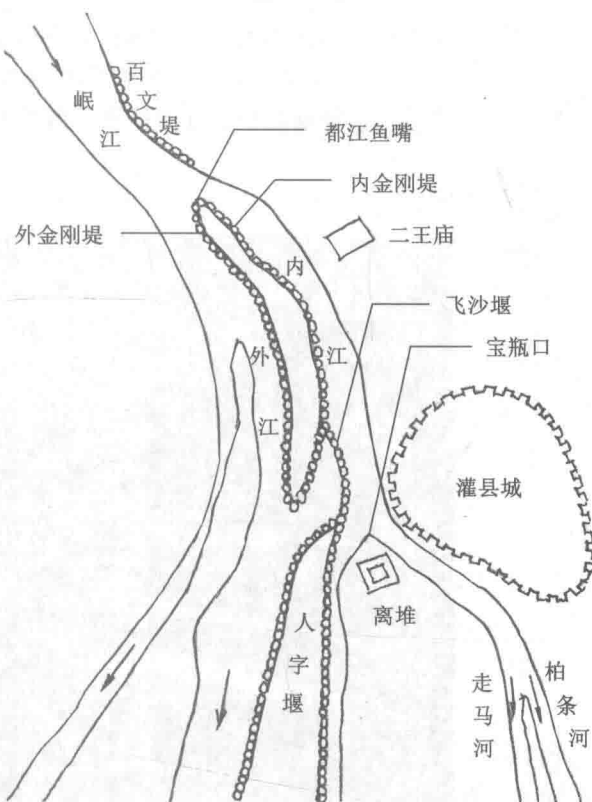 百文堤
岷江
都江鱼嘴
内金刚堤
外金刚堤
二王庙
内江
飞沙堰
宝瓶口
外江
灌县城
离堆
人字堰
走马河
柏条河